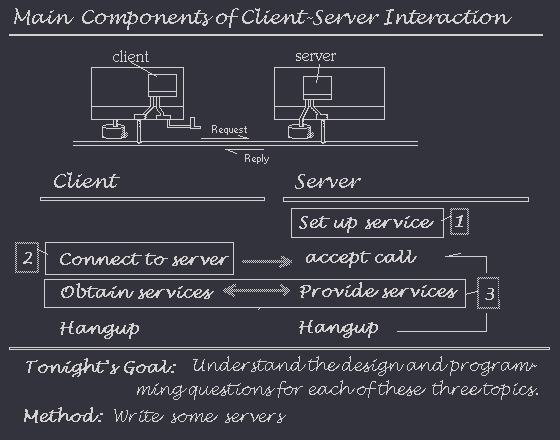 Main Components of Client-Server Interaction
client
server
Request
Reply
Client Server
Set up service 1
2 Connect to server accept call
Obtain services Provide services 3
Hangup Hangup
Tonight's Goal: Understand the design and program-
ming questions for each of these three topics.
Method: Write some servers